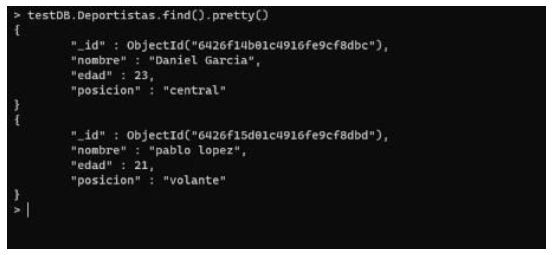 > testDB.Deportistas.find().pretty()
{
"_id" : ObjectId("6426f14b01c4916fe9cf8dbc"),
"nombre" : "Daniel Garcia",
"edad" : 23,
"posicion" : "central"
}
{
"_id" : ObjectId("6426f15d01c4916fe9cf8dbd"),
"nombre" : "pablo lopez",
"edad" : 21,
"posicion" : "volante"
}
>